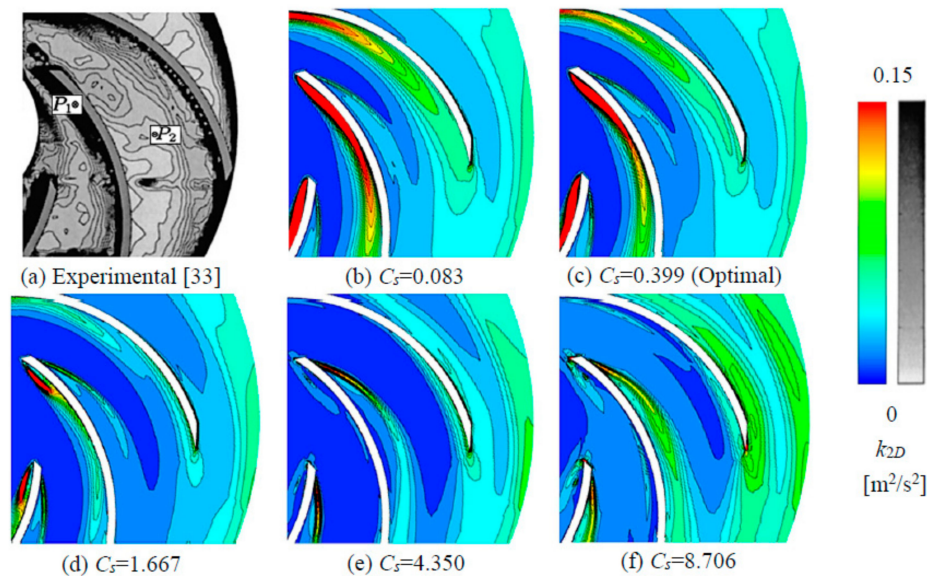 P1
P2
(a) Experimental [33]
(b) Cs=0.083
(c) Cs=0.399 (Optimal)
(d) Cs=1.667
(e) Cs=4.350
(f) Cs=8.706
0.15
0
k2D
[m²/s²]